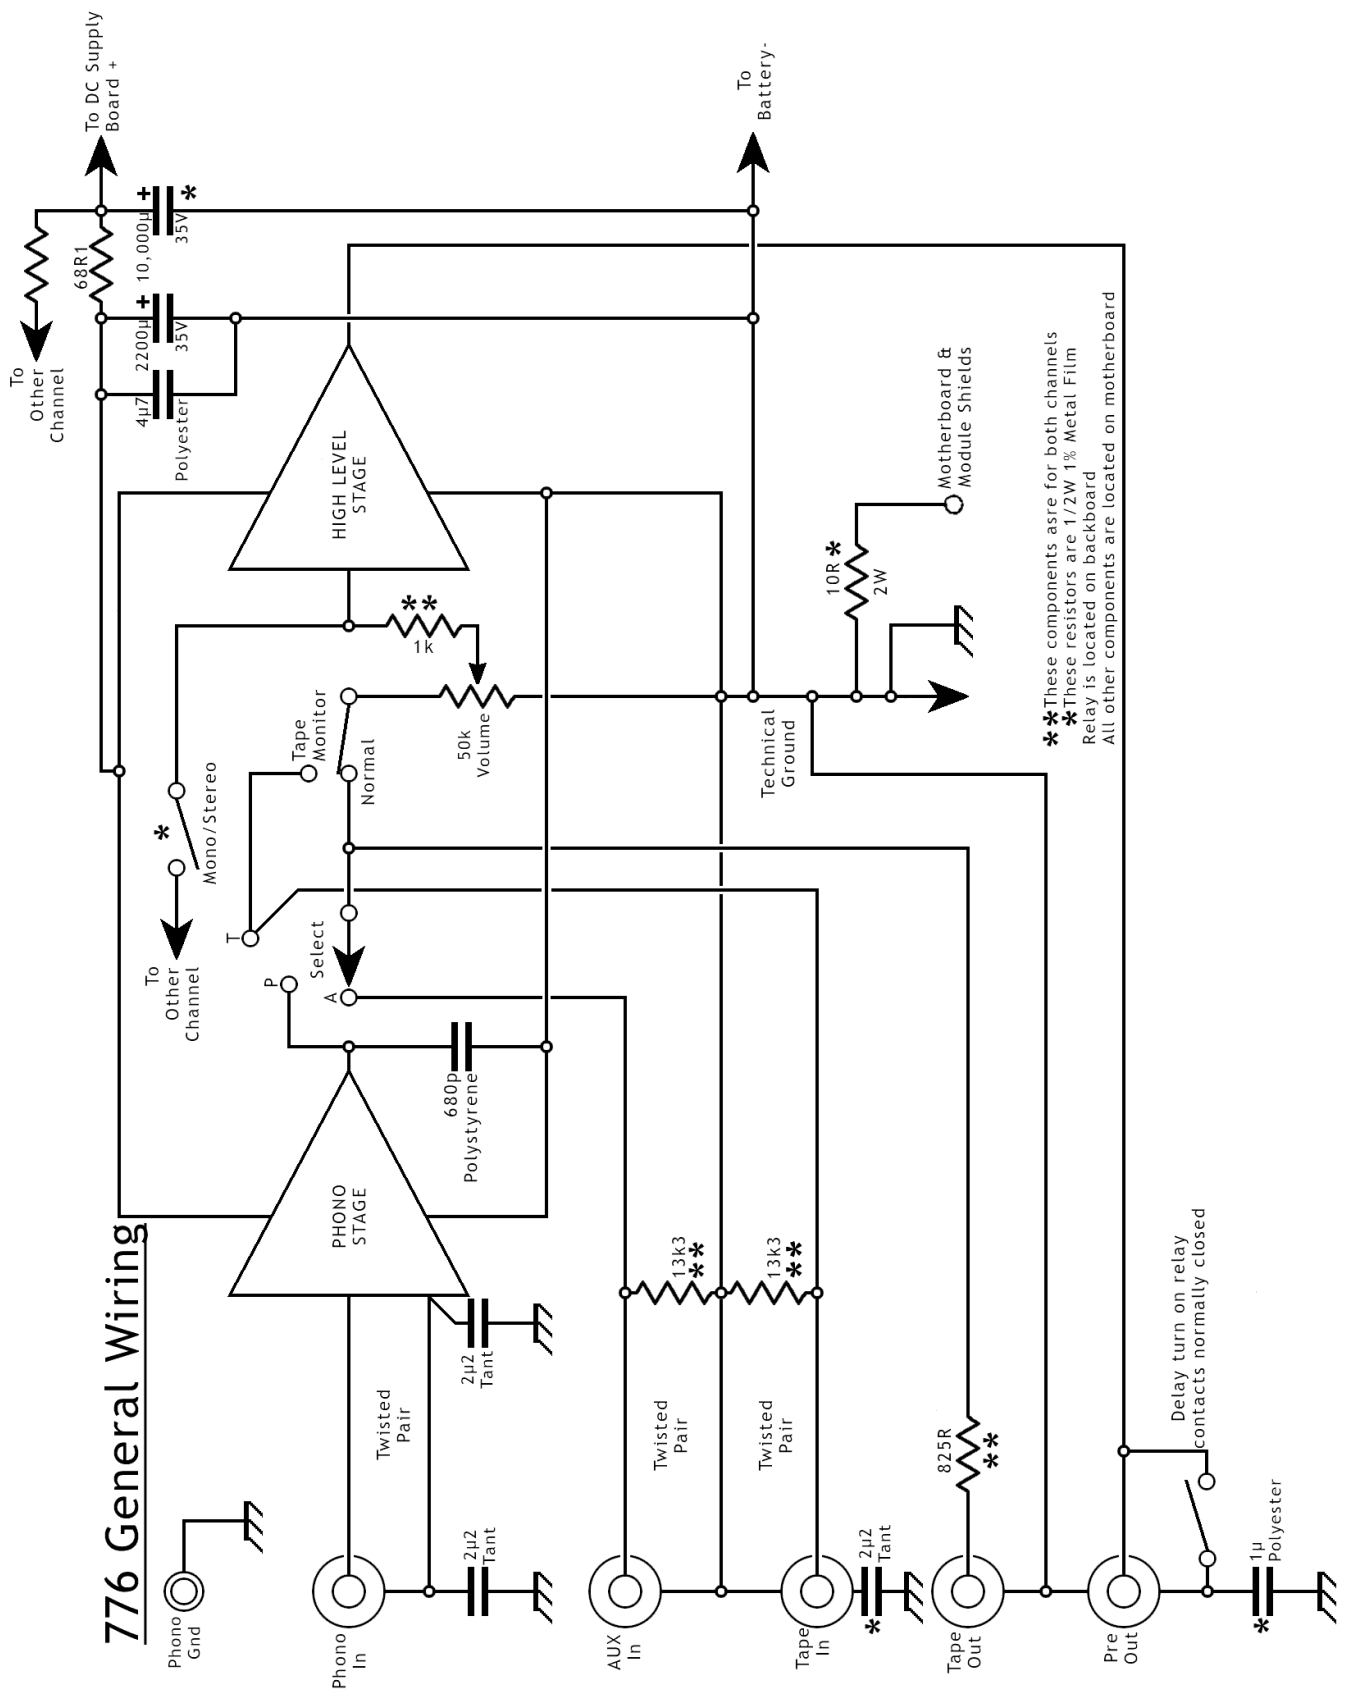 776 General Wiring
Phono
Gnd
Phono
In
Twisted
Pair
2µ2
Tant
2µ2
Tant
PHONO
STAGE
680p
Polystyrene
P
T
A
Select
To
Other
Channel
*
Mono/Stereo
Tape
Monitor
Normal
50k
Volume
1k
**
HIGH LEVEL
STAGE
To
Other
Channel
4µ7
Polyester
2200µ
+
35V
68R1
10,000µ
+
35V
*
To DC Supply
Board +
To
Battery-
AUX
In
Twisted
Pair
13k3
**
Tape
In
Twisted
Pair
13k3
**
2µ2
Tant
*
Technical
Ground
10R*
2W
Motherboard &
Module Shields
Tape
Out
825R
**
Pre
Out
Delay turn on relay
contacts normally closed
1µ
Polyester
*
**These components asre for both channels
*These resistors are 1/2W 1% Metal Film
Relay is located on backboard
All other components are located on motherboard